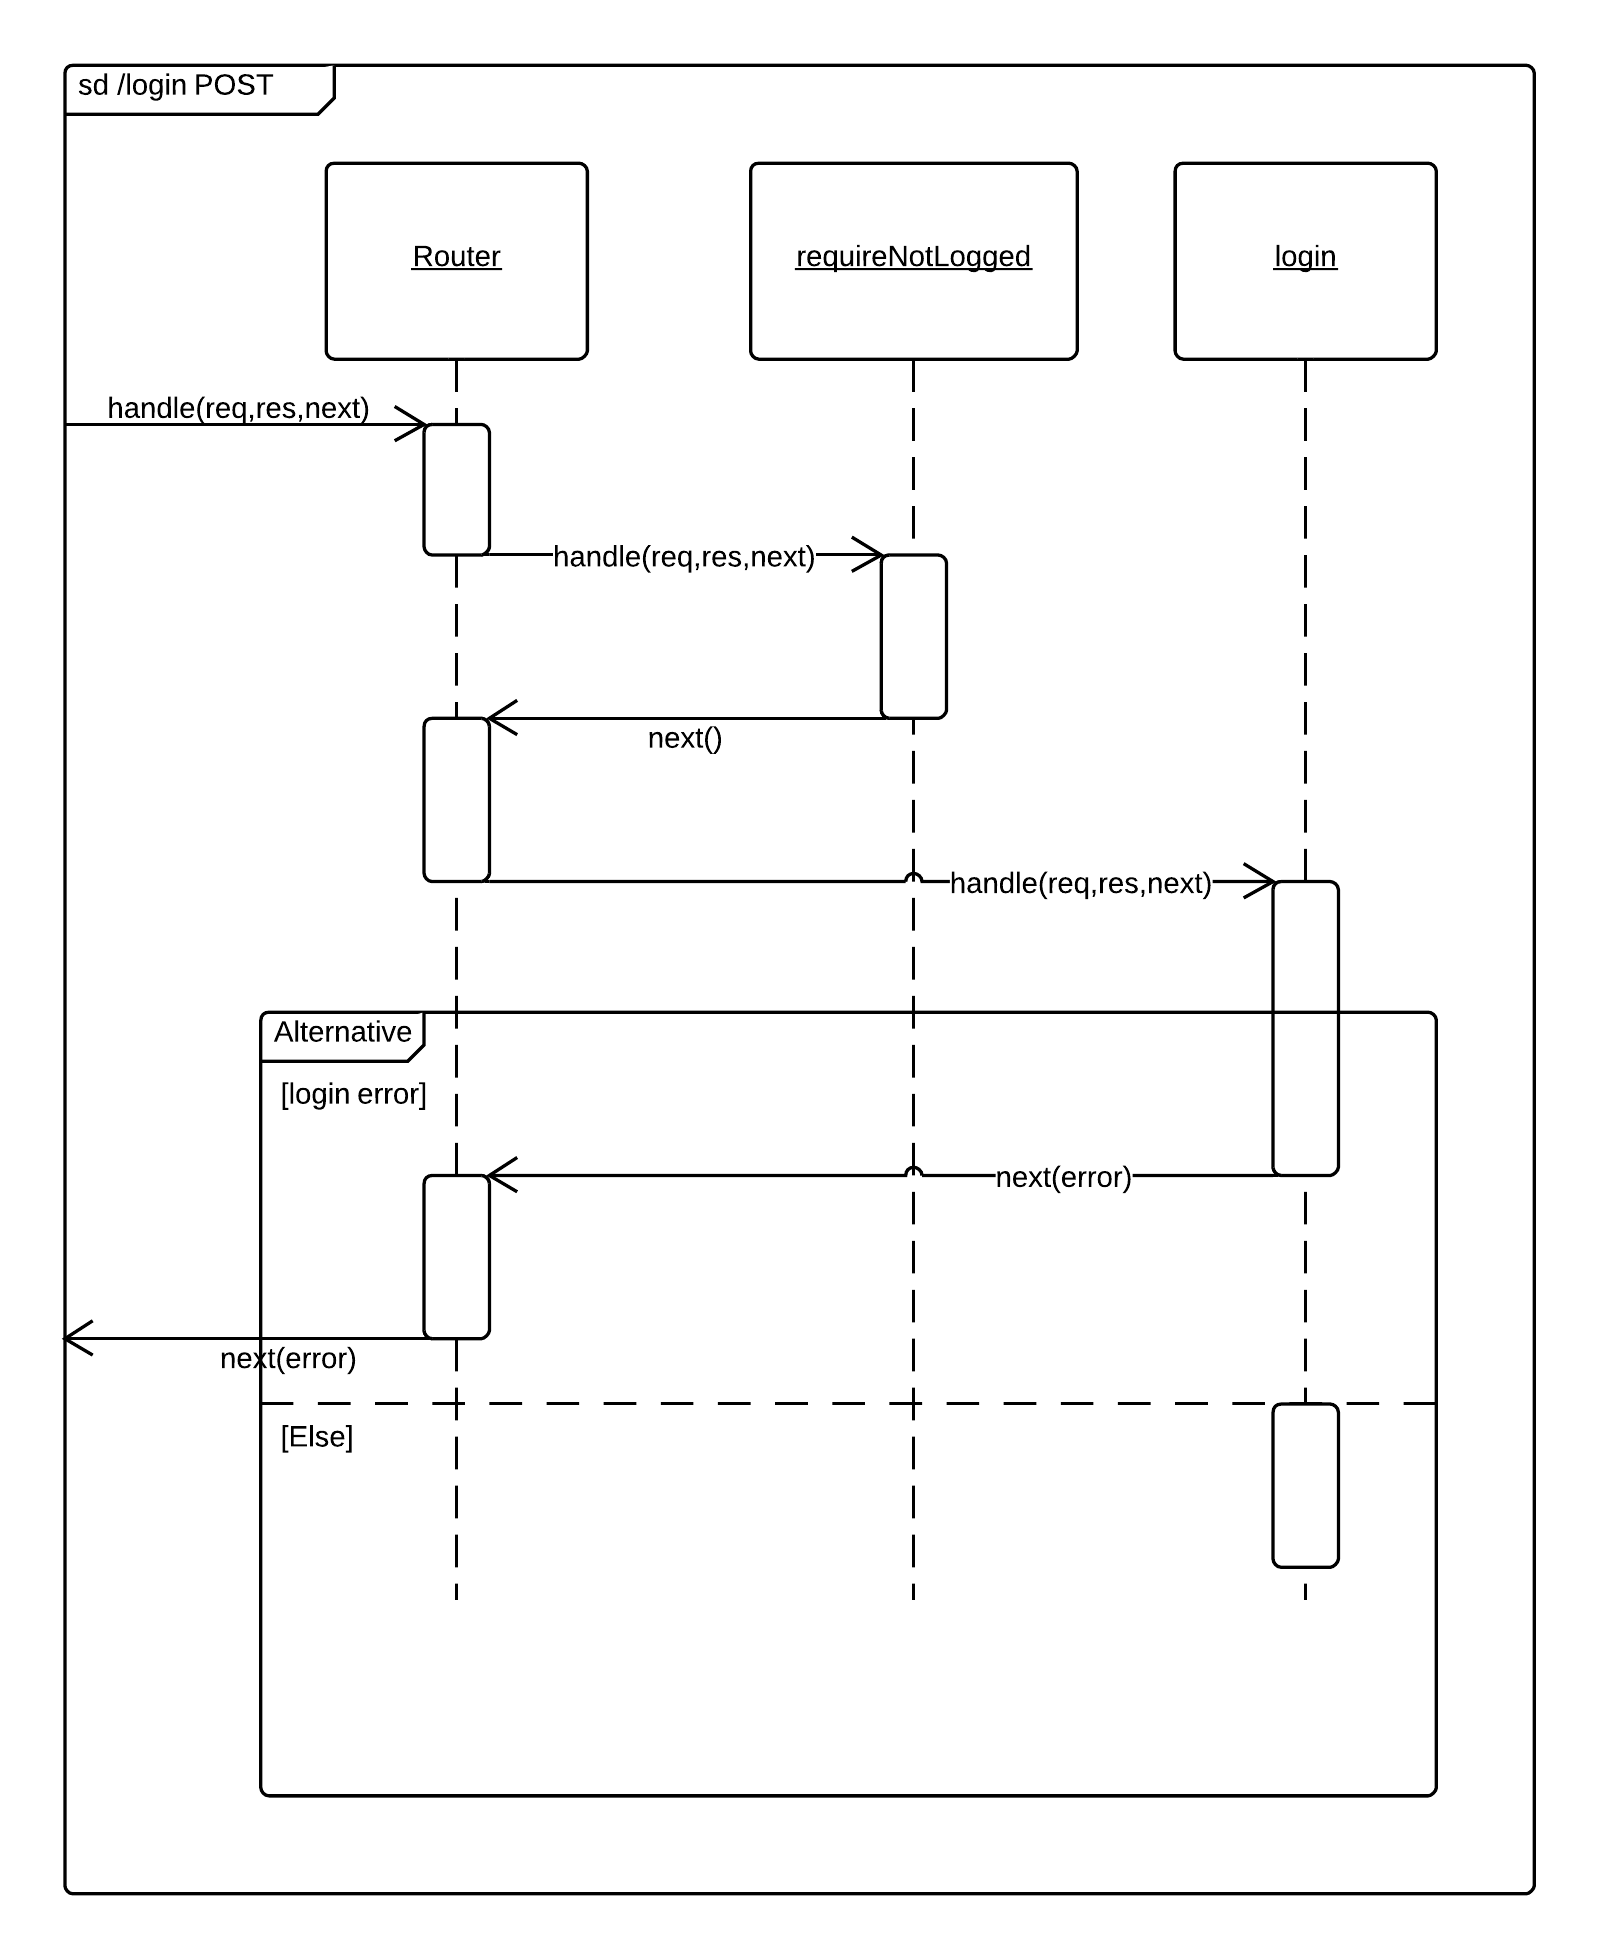 sd /login POST
Router
requireNotLogged
login
handle(req,res,next)
handle(req,res,next)
next()
handle(req,res,next)
Alternative
[login error]
next(error)
next(error)
[Else]